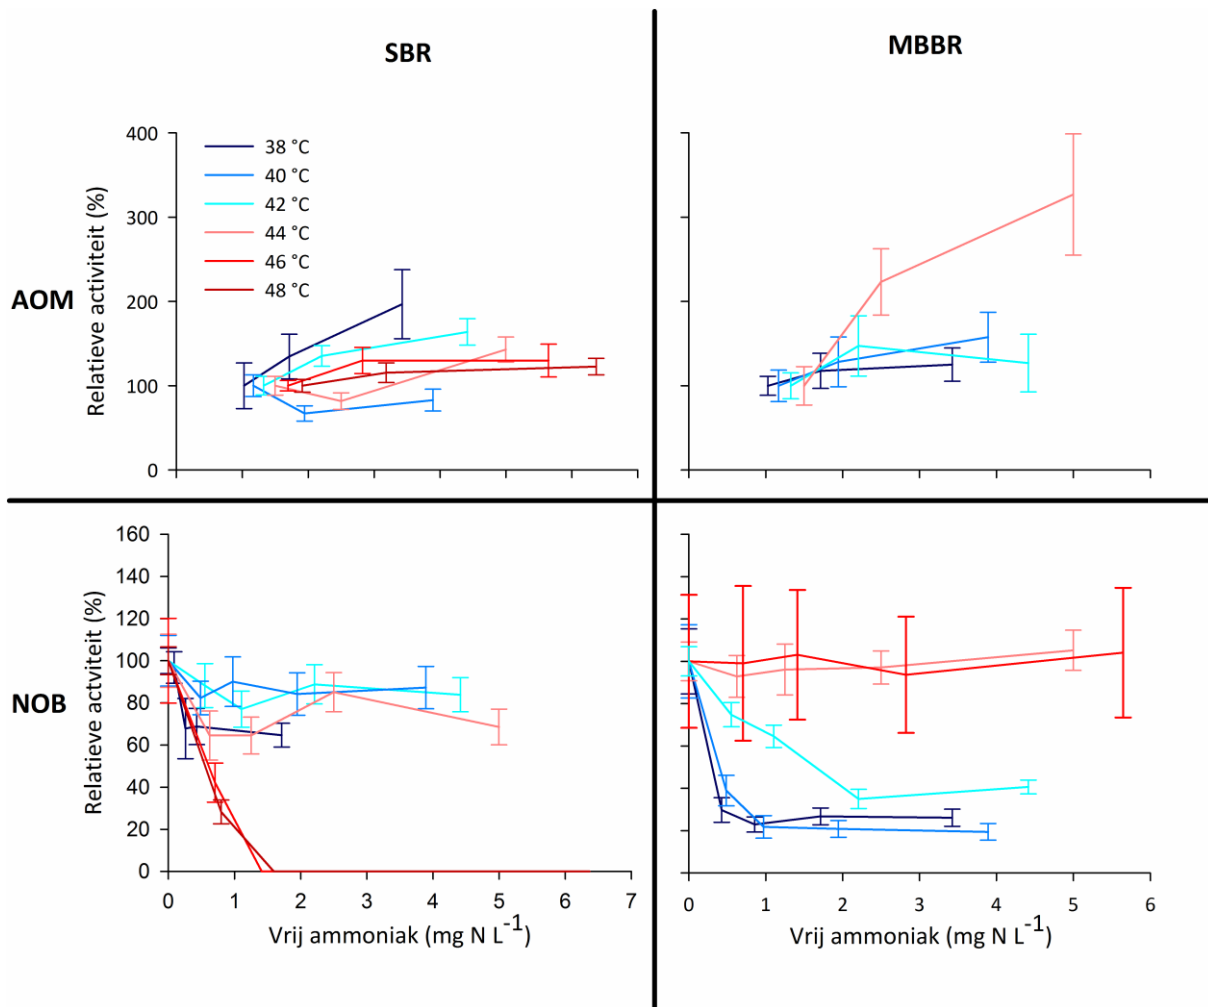 SBR
MBBR
AOM
Relatieve activiteit (%)
400
300
200
100
0
38 °C
40 °C
42 °C
44 °C
46 °C
48 °C
NOB
Relatieve actviteit (%)
160
140
120
100
80
60
40
20
0
0 1 2 3 4 5 6 7
Vrij ammoniak (mg N L⁻¹)
0 1 2 3 4 5 6
Vrij ammoniak (mg N L⁻¹)